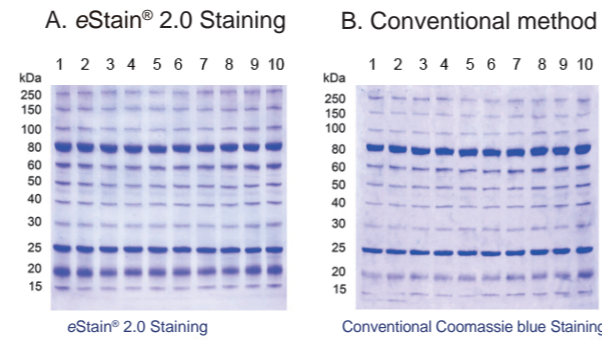 A. eStain® 2.0 Staining
1 2 3 4 5 6 7 8 9 10
kDa
250
150
100
80
60
50
40
30
25
20
15
eStain® 2.0 Staining
B. Conventional method
1 2 3 4 5 6 7 8 9 10
kDa
250
150
100
80
60
50
40
30
25
20
15
Conventional Coomassie blue Staining